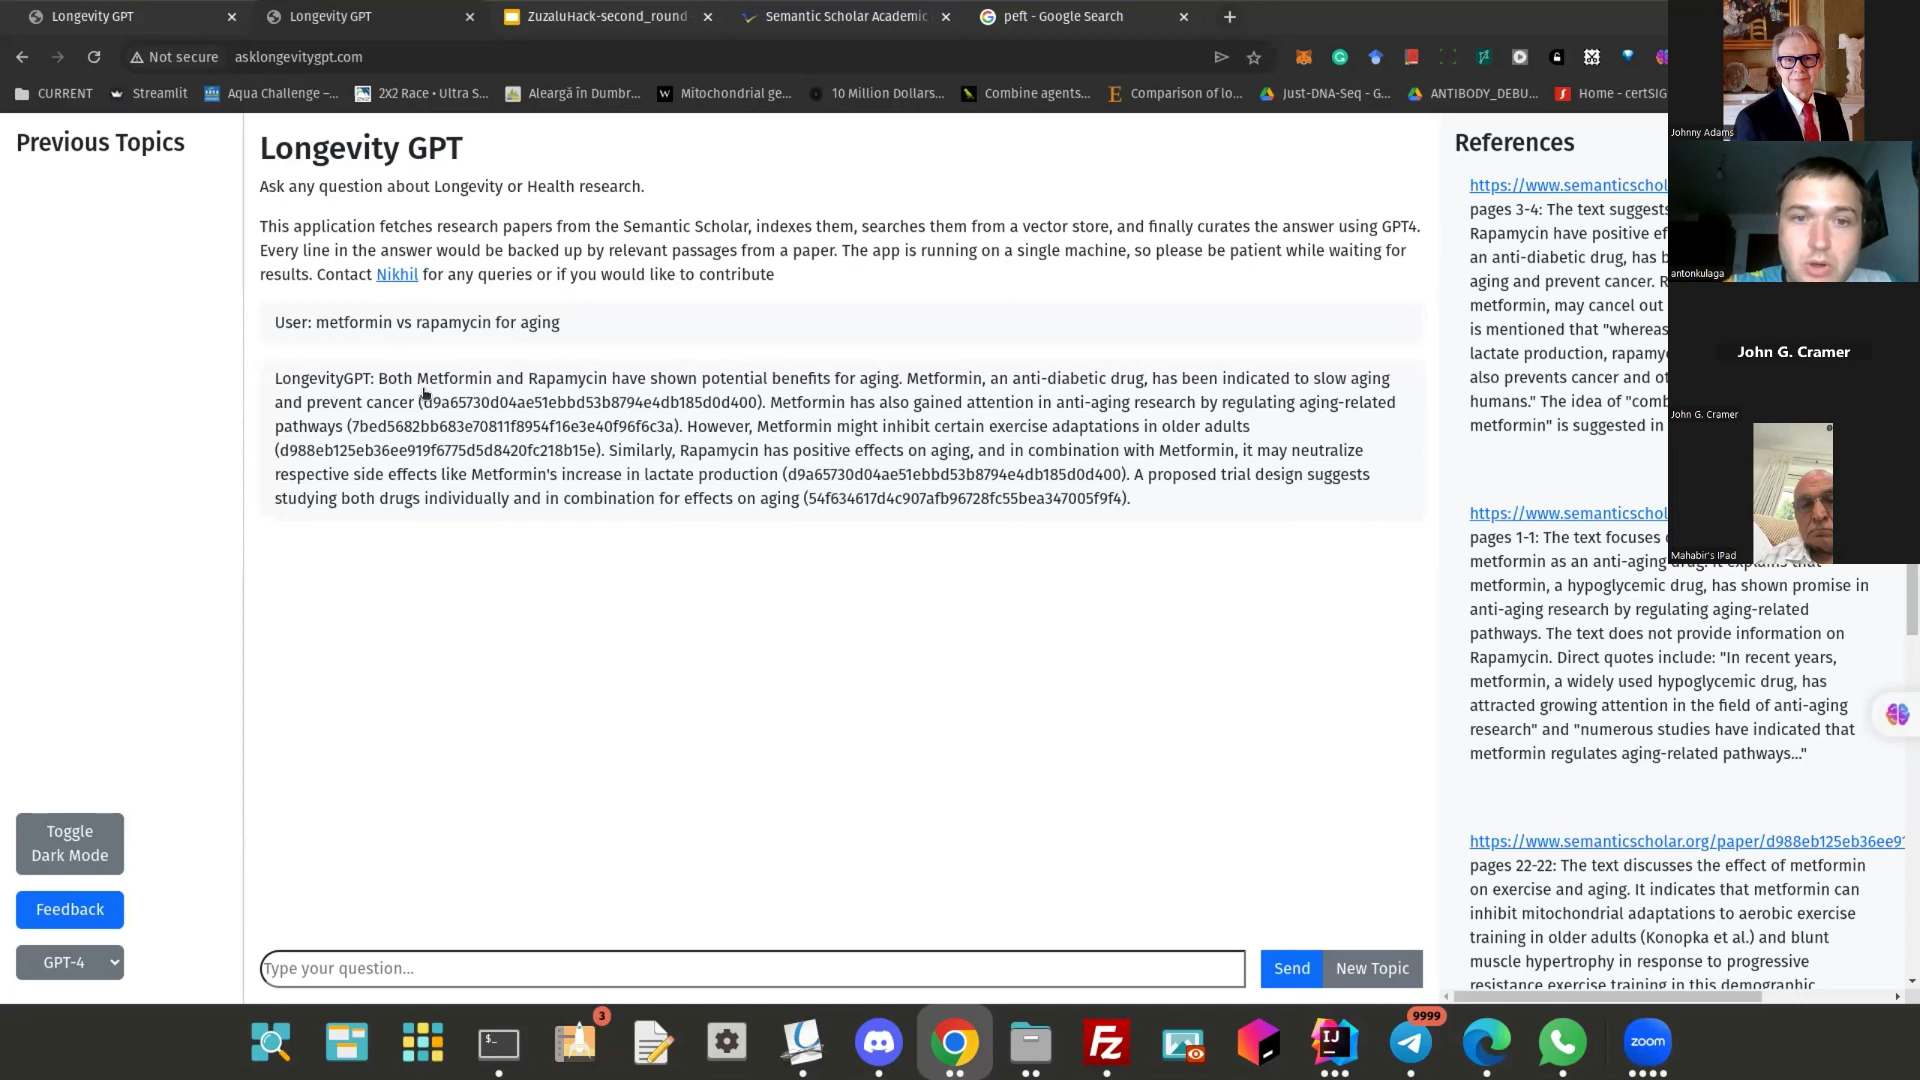 Longevity GPT
Longevity GPT
ZuzaluHack-second_round
Semantic Scholar Academic
peft - Google Search
Not secure
asklongevitygpt.com
CURRENT
Streamlit
Aqua Challenge –...
2X2 Race • Ultra S...
Aleargă în Dumbr...
Mitochondrial ge...
10 Million Dollars...
Combine agents...
Comparison of lo...
Just-DNA-Seq - G...
ANTIBODY_DEBU...
Home - certSIG
Previous Topics
Longevity GPT
Ask any question about Longevity or Health research.
This application fetches research papers from the Semantic Scholar, indexes them, searches them from a vector store, and finally curates the answer using GPT4.
Every line in the answer would be backed up by relevant passages from a paper. The app is running on a single machine, so please be patient while waiting for
results. Contact Nikhil for any queries or if you would like to contribute
User: metformin vs rapamycin for aging
LongevityGPT: Both Metformin and Rapamycin have shown potential benefits for aging. Metformin, an anti-diabetic drug, has been indicated to slow aging
and prevent cancer (d9a65730d04ae51ebbd53b8794e4db185d0d400). Metformin has also gained attention in anti-aging research by regulating aging-related
pathways (7bed5682bb683e70811f8954f16e3e40f96f6c3a). However, Metformin might inhibit certain exercise adaptations in older adults
(d988eb125eb36ee919f6775d5d8420fc218b15e). Similarly, Rapamycin has positive effects on aging, and in combination with Metformin, it may neutralize
respective side effects like Metformin's increase in lactate production (d9a65730d04ae51ebbd53b8794e4db185d0d400). A proposed trial design suggests
studying both drugs individually and in combination for effects on aging (54f634617d4c907afb96728fc55bea347005f9f4).
Toggle
Dark Mode
Feedback
GPT-4
Type your question...
Send
New Topic
References
https://www.semanticschol
pages 3-4: The text suggests
Rapamycin have positive ef
an anti-diabetic drug, has b
aging and prevent cancer. R
metformin, may cancel out
is mentioned that "whereas
lactate production, rapamy
also prevents cancer and ot
humans." The idea of "comb
metformin" is suggested in
https://www.semanticschol
pages 1-1: The text focuses
metformin as an anti-aging drug. It explains that
metformin, a hypoglycemic drug, has shown promise in
anti-aging research by regulating aging-related
pathways. The text does not provide information on
Rapamycin. Direct quotes include: "In recent years,
metformin, a widely used hypoglycemic drug, has
attracted growing attention in the field of anti-aging
research" and "numerous studies have indicated that
metformin regulates aging-related pathways..."
https://www.semanticscholar.org/paper/d988eb125eb36ee91
pages 22-22: The text discusses the effect of metformin
on exercise and aging. It indicates that metformin can
inhibit mitochondrial adaptations to aerobic exercise
training in older adults (Konopka et al.) and blunt
muscle hypertrophy in response to progressive
resistance exercise training in this demographic
Johnny Adams
antonkulaga
John G. Cramer
John G. Cramer
Mahabir's IPad
3
9999
zoom